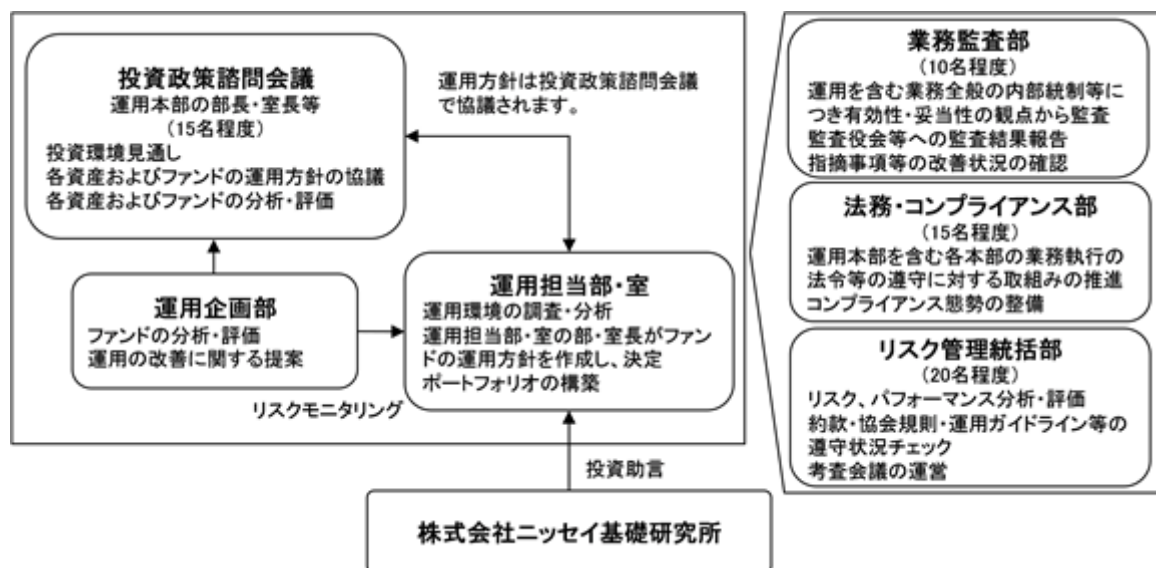 投資政策諮問会議
運用本部の部長・室長等
(15名程度)
投資環境見通し
各資産およびファンドの運用方針の協議
各資産およびファンドの分析・評価
運用方針は投資政策諮問会議
で協議されます。
運用企画部
ファンドの分析・評価
運用の改善に関する提案
リスクモニタリング
運用担当部・室
運用環境の調査・分析
運用担当部・室の部・室長がファン
ドの運用方針を作成し、決定
ポートフォリオの構築
投資助言
株式会社ニッセイ基礎研究所
業務監査部
(10名程度)
運用を含む業務全般の内部統制等に
つき有効性・妥当性の観点から監査
監査役会等への監査結果報告
指摘事項等の改善状況の確認
法務・コンプライアンス部
(15名程度)
運用本部を含む各本部の業務執行の
法令等の遵守に対する取組みの推進
コンプライアンス態勢の整備
リスク管理統括部
(20名程度)
リスク、パフォーマンス分析・評価
約款・協会規則・運用ガイドライン等の
遵守状況チェック
考査会議の運営